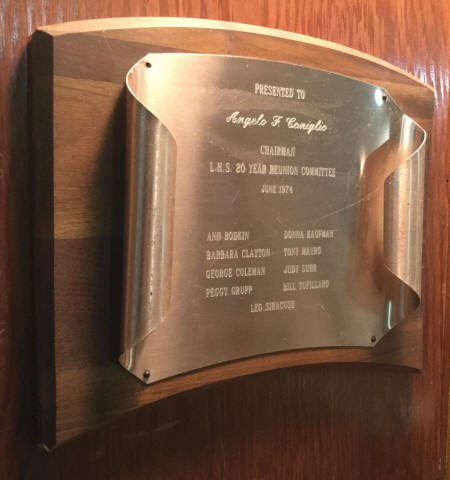 PRESENTED TO
Angelo F. Coniglio
CHAIRMAN
L.H.S. 20 YEAR REUNION COMMITTEE
JUNE 1974
ANN BODKIN DONNA KAUFMAN
BARBARA CLAYTON TONY MAURO
GEORGE COLEMAN JUDY SUHR
PEGGY GRUPP BILL TUFILLARO
LEO SIRACUSE